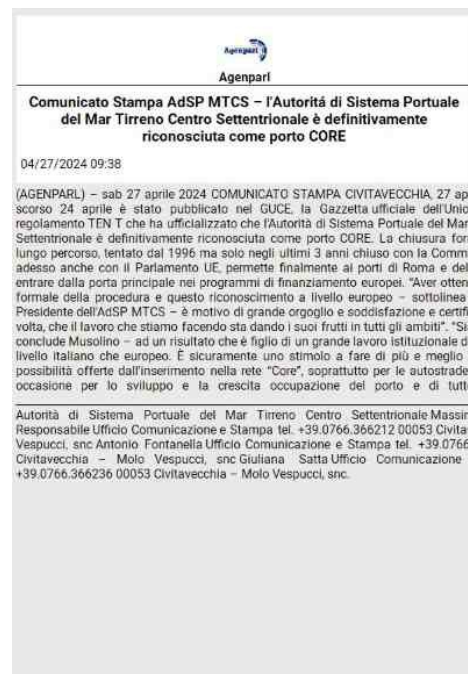 Agenparl
Agenparl
Comunicato Stampa AdSP MTCS – l'Autoritá di Sistema Portuale
del Mar Tirreno Centro Settentrionale è definitivamente
riconosciuta come porto CORE
04/27/2024 09:38
(AGENPARL) – sab 27 aprile 2024 COMUNICATO STAMPA CIVITAVECCHIA, 27 ap
scorso 24 aprile è stato pubblicato nel GUCE, la Gazzetta ufficiale dell'Unio
regolamento TEN T che ha ufficializzato che l'Autorità di Sistema Portuale del Mar
Settentrionale è definitivamente riconosciuta come porto CORE. La chiusura for
lungo percorso, tentato dal 1996 ma solo negli ultimi 3 anni chiuso con la Comm
adesso anche con il Parlamento UE, permette finalmente ai porti di Roma e del
entrare dalla porta principale nei programmi di finanziamento europei. "Aver otten
formale della procedura e questo riconoscimento a livello europeo – sottolinea
Presidente dell'AdSP MTCS – è motivo di grande orgoglio e soddisfazione e certifi
volta, che il lavoro che stiamo facendo sta dando i suoi frutti in tutti gli ambiti". "Si
conclude Musolino – ad un risultato che è figlio di un grande lavoro istituzionale d
livello italiano che europeo. È sicuramente uno stimolo a fare di più e meglio
possibilità offerte dall'inserimento nella rete "Core", soprattutto per le autostrade
occasione per lo sviluppo e la crescita occupazione del porto e di tutt
Autorità di Sistema Portuale del Mar Tirreno Centro Settentrionale Massir
Responsabile Ufficio Comunicazione e Stampa tel. +39.0766.366212 00053 Civita
Vespucci, snc Antonio Fontanella Ufficio Comunicazione e Stampa tel. +39.0766
Civitavecchia – Molo Vespucci, snc Giuliana Satta Ufficio Comunicazione
+39.0766.366236 00053 Civitavecchia – Molo Vespucci, snc.